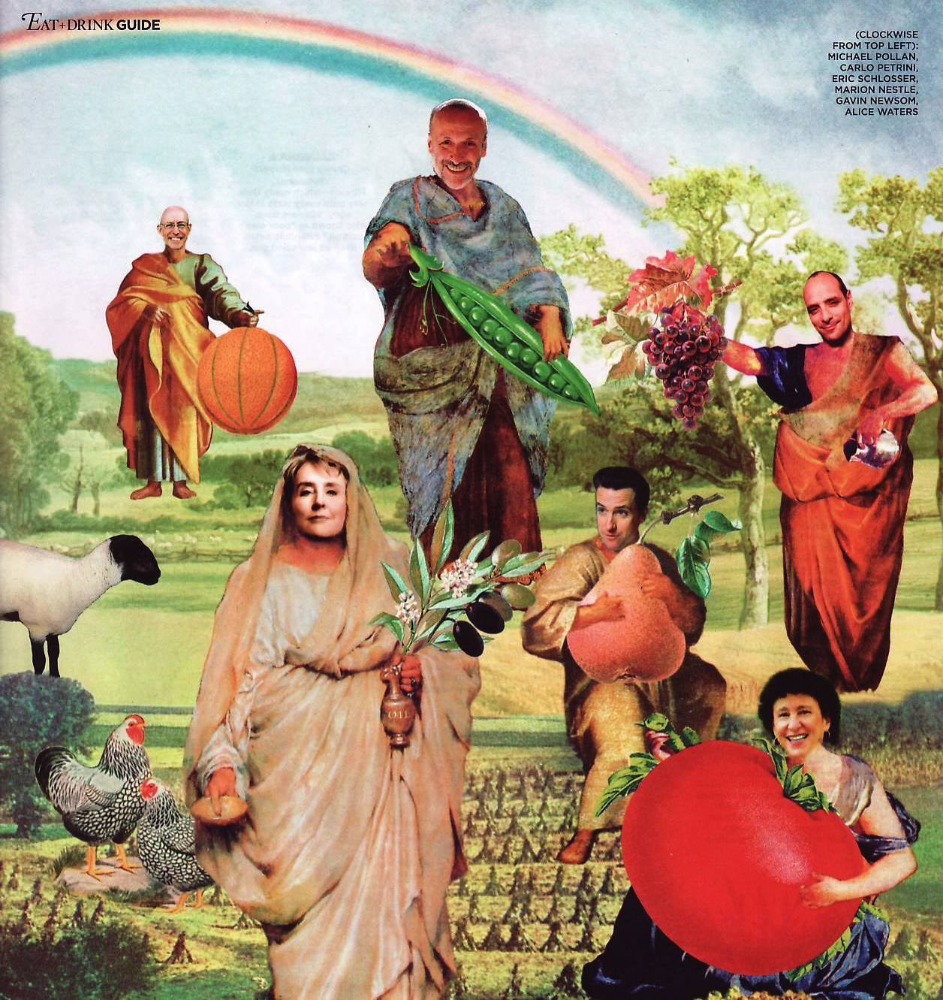 EAT+DRINK GUIDE
(CLOCKWISE
FROM TOP LEFT):
MICHAEL POLLAN,
CARLO PETRINI,
ERIC SCHLOSSER,
MARION NESTLE,
GAVIN NEWSOM,
ALICE WATERS
OIL